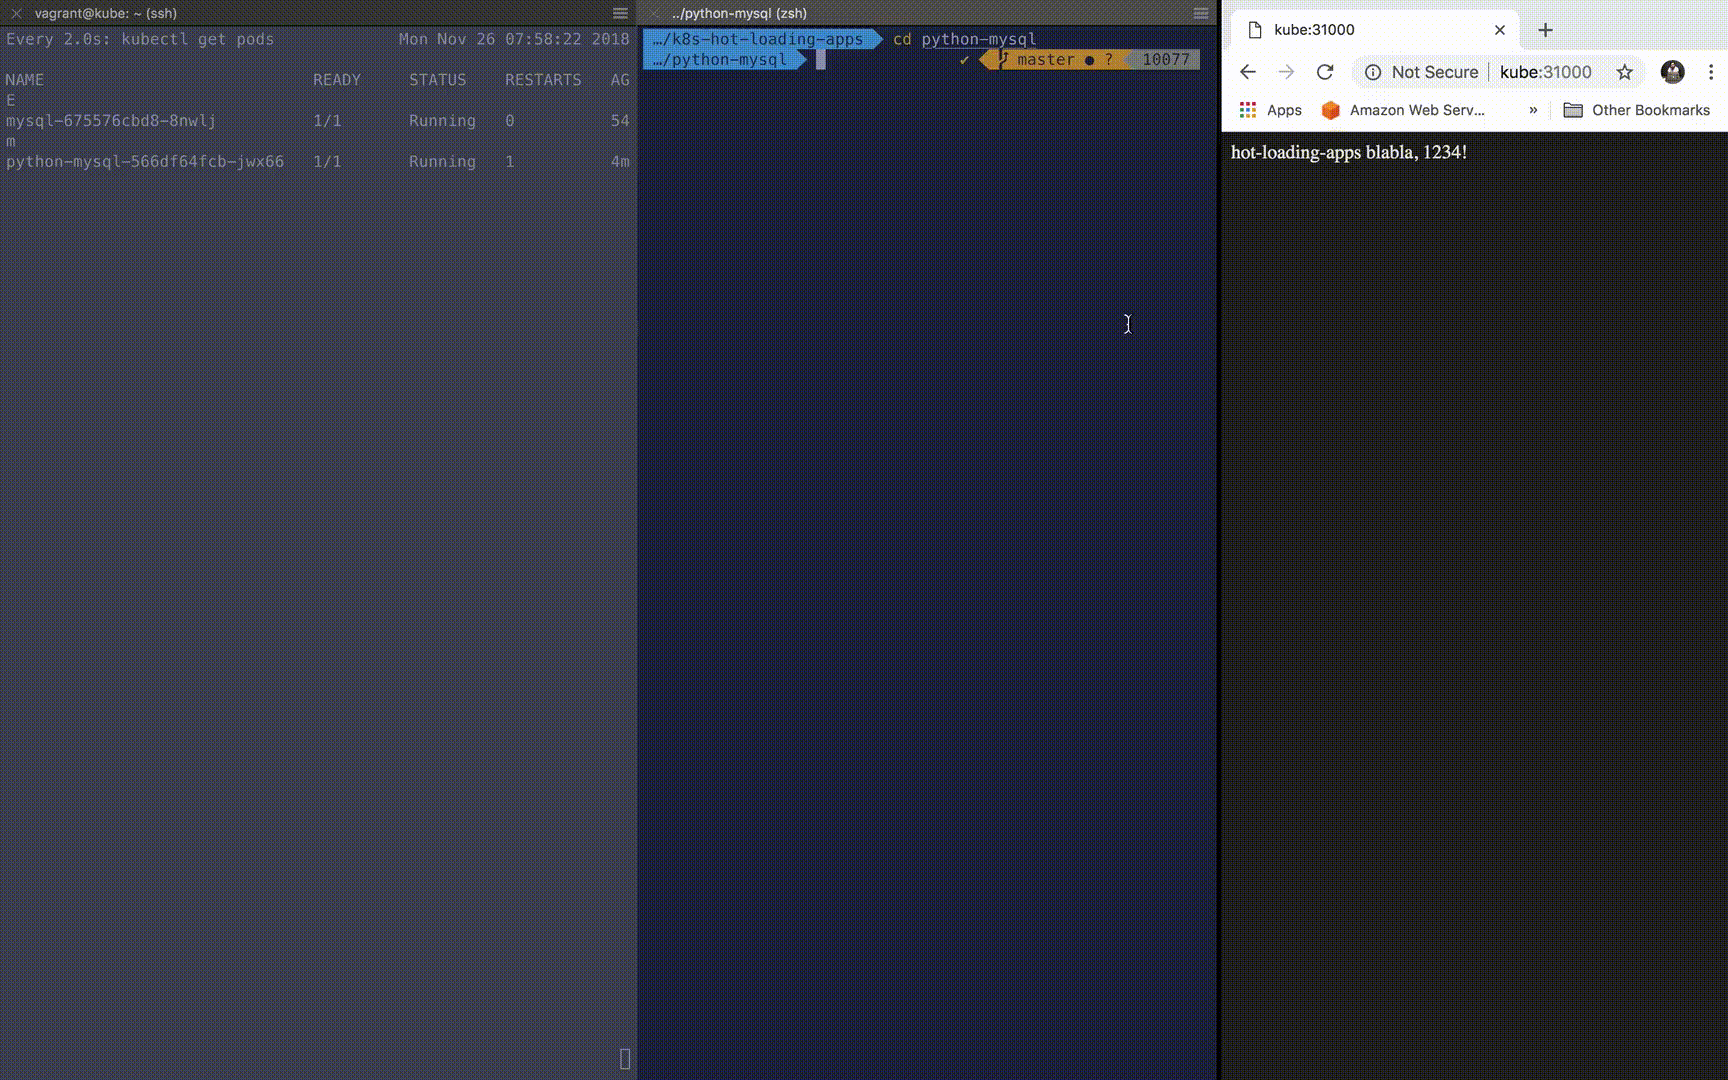 vagrant@kube: ~ (ssh)
Every 2.0s: kubectl get pods Mon Nov 26 07:58:22 2018
NAME READY STATUS RESTARTS AG
E
mysql-675576cbd8-8nwlj 1/1 Running 0 54
m
python-mysql-566df64fcb-jwx66 1/1 Running 1 4m
../python-mysql (zsh)
…/k8s-hot-loading-apps cd python-mysql
…/python-mysql ✔ master ● ? 10077
kube:31000
Not Secure kube:31000
Apps Amazon Web Serv... » Other Bookmarks
hot-loading-apps blabla, 1234!